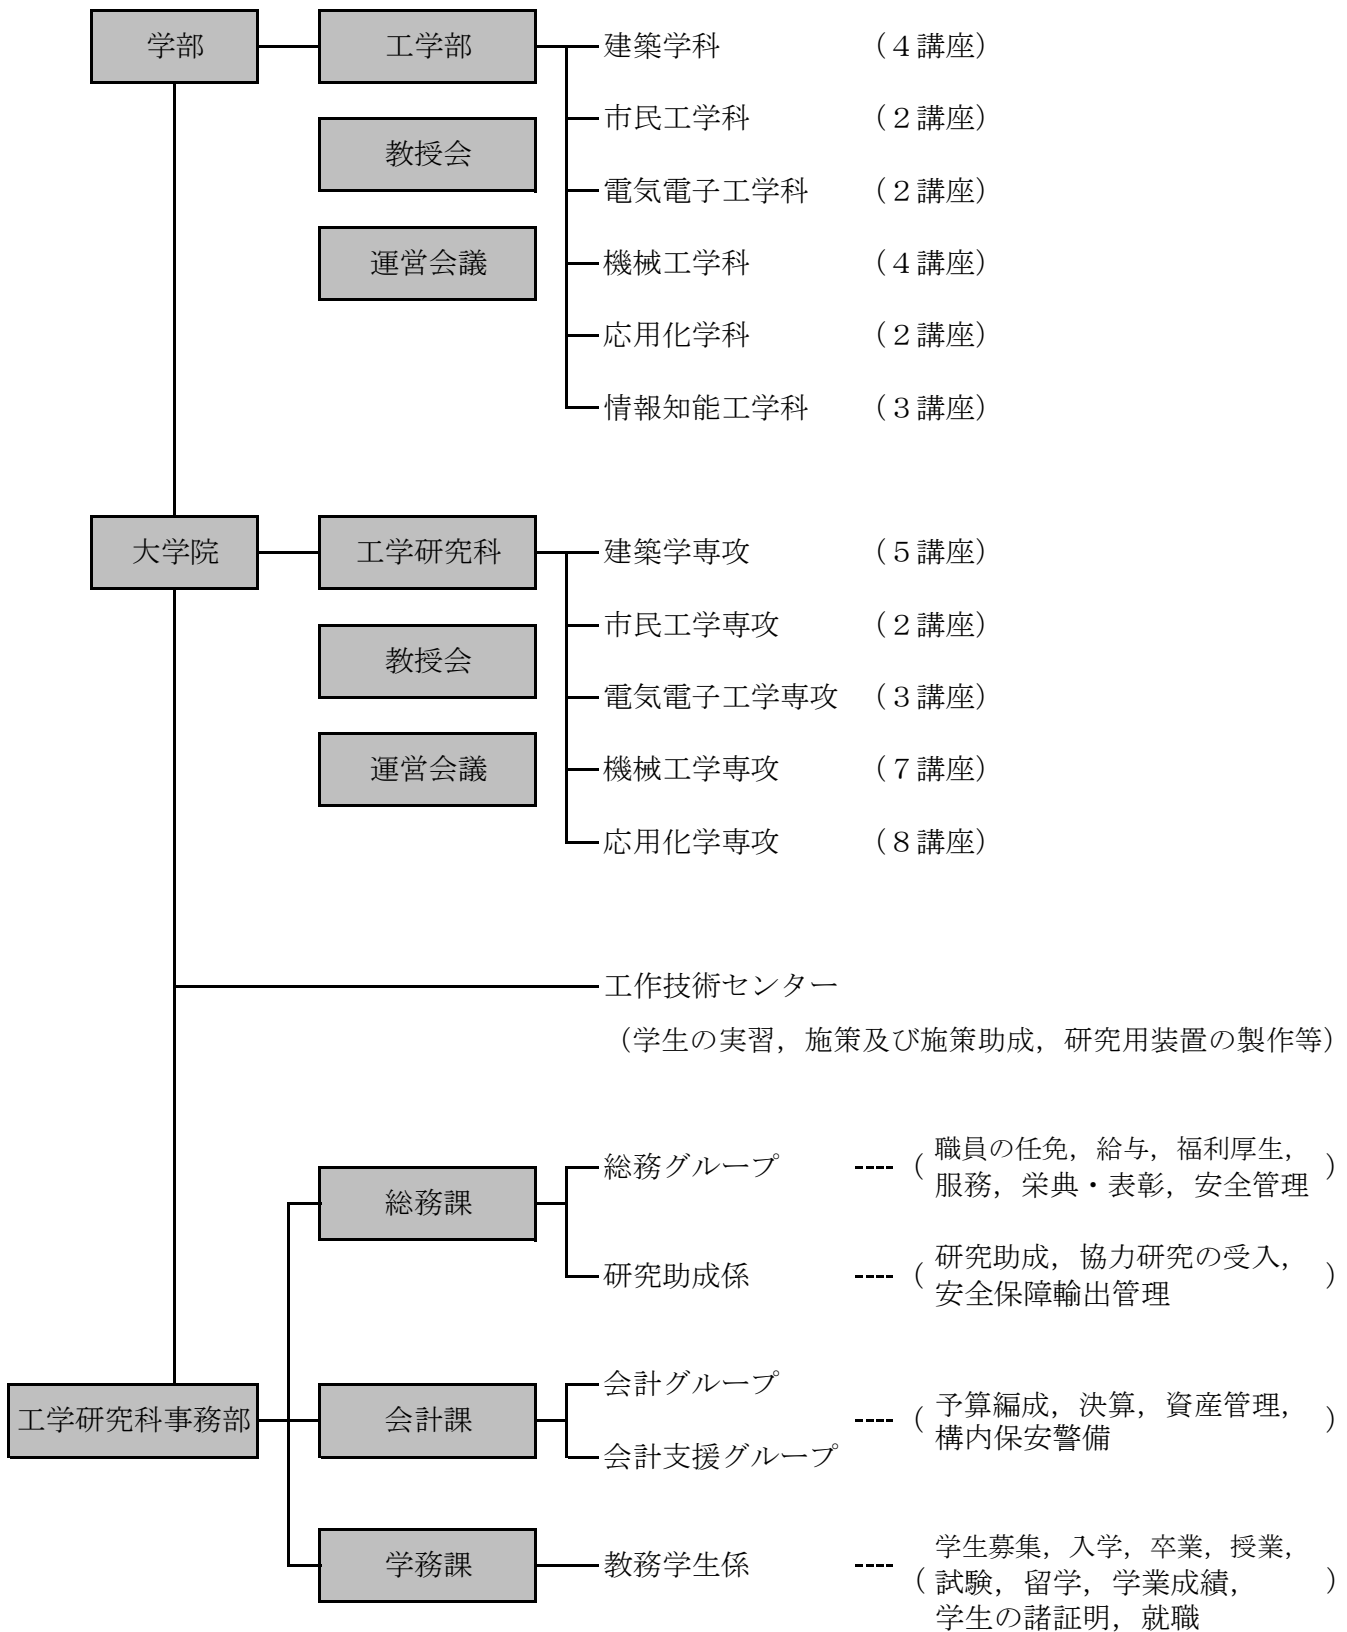 学部 工学部 建築学科 （４講座）
市民工学科 （２講座）
教授会
電気電子工学科 （２講座）
運営会議 機械工学科 （４講座）
応用化学科 （２講座）
情報知能工学科 （３講座）
大学院 工学研究科 建築学専攻 （５講座）
市民工学専攻 （２講座）
教授会
電気電子工学専攻 （３講座）
運営会議 機械工学専攻 （７講座）
応用化学専攻 （８講座）
工作技術センター
（学生の実習，施策及び施策助成，研究用装置の製作等）
総務課
総務グループ ---- （職員の任免，給与，福利厚生，
服務，栄典・表彰，安全管理）
研究助成係 ---- （研究助成，協力研究の受入，
安全保障輸出管理）
工学研究科事務部 会計課
会計グループ
会計支援グループ
---- （予算編成，決算，資産管理，
構内保安警備）
学務課 教務学生係 ---- （学生募集，入学，卒業，授業，
試験，留学，学業成績，
学生の諸証明，就職）